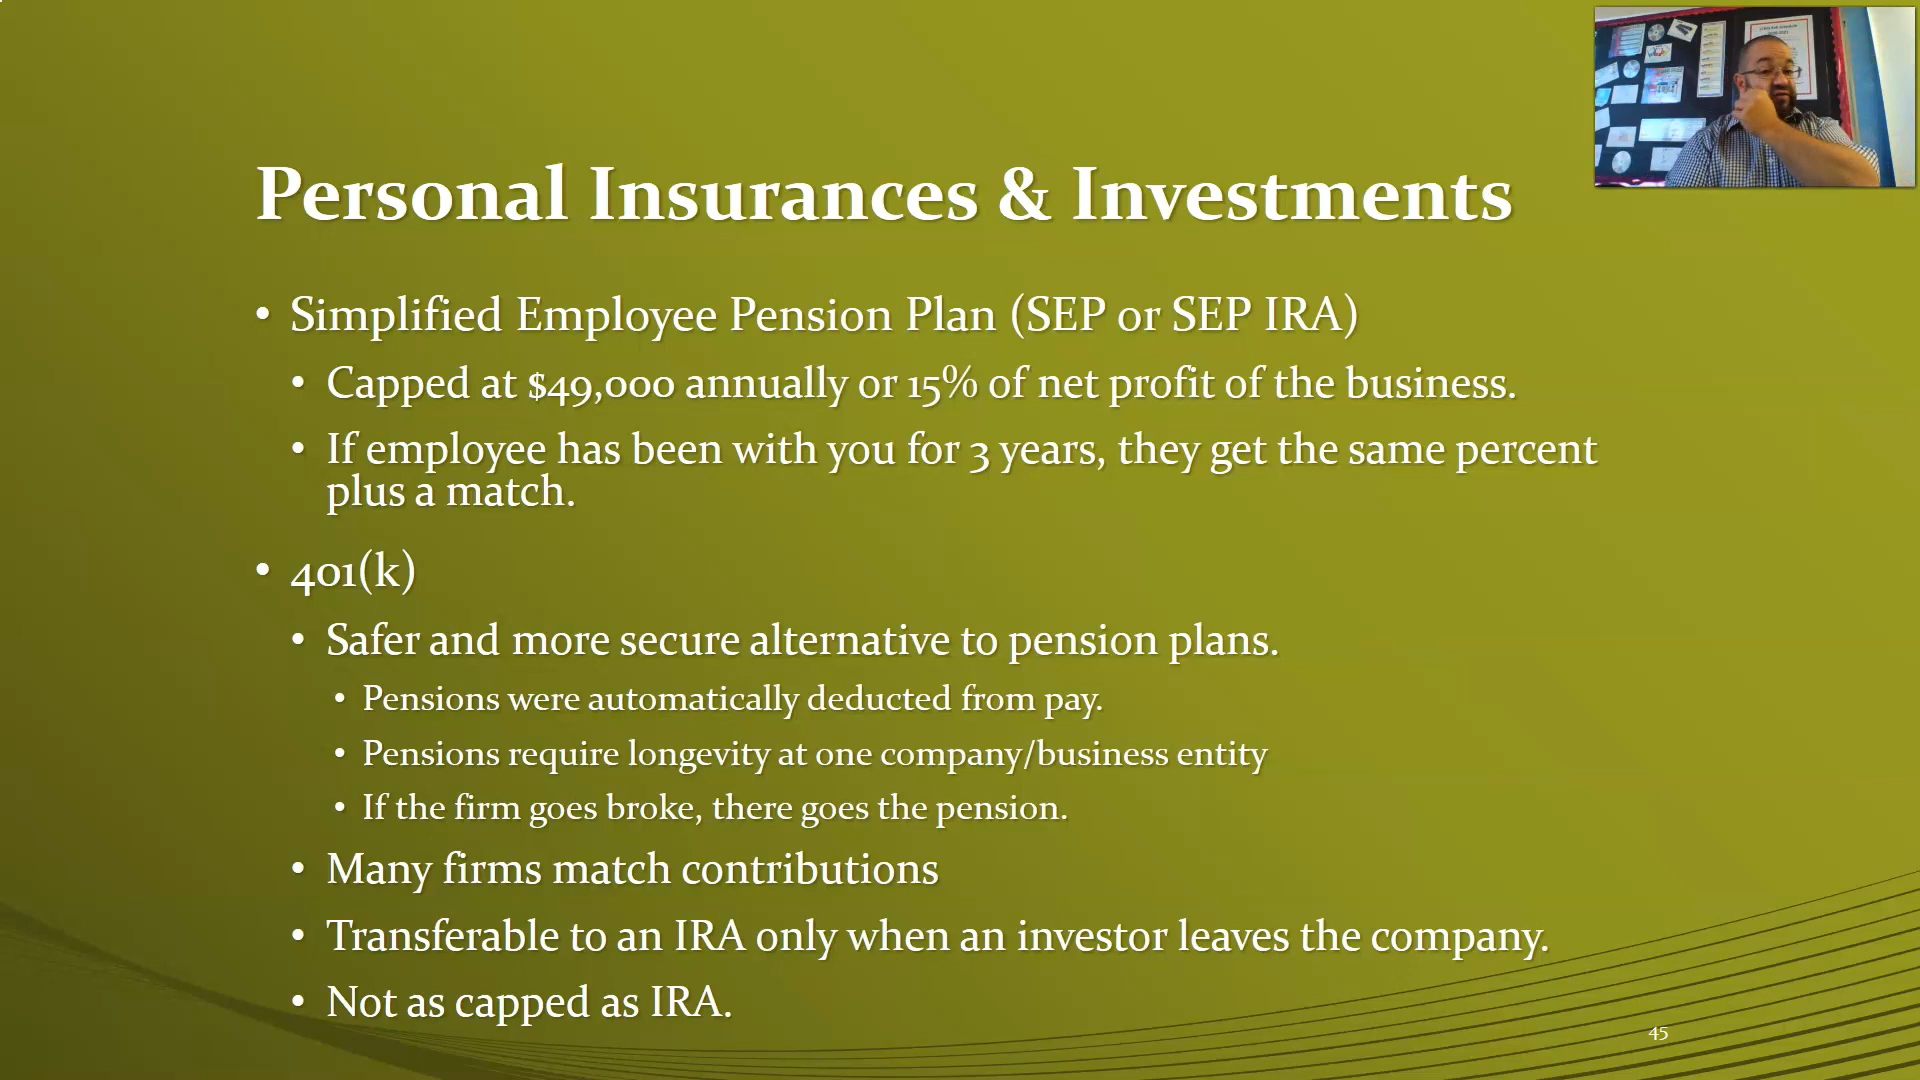 Personal Insurances & Investments
• Simplified Employee Pension Plan (SEP or SEP IRA)
• Capped at $49,000 annually or 15% of net profit of the business.
• If employee has been with you for 3 years, they get the same percent
plus a match.
• 401(k)
• Safer and more secure alternative to pension plans.
• Pensions were automatically deducted from pay.
• Pensions require longevity at one company/business entity
• If the firm goes broke, there goes the pension.
• Many firms match contributions
• Transferable to an IRA only when an investor leaves the company.
• Not as capped as IRA.
45